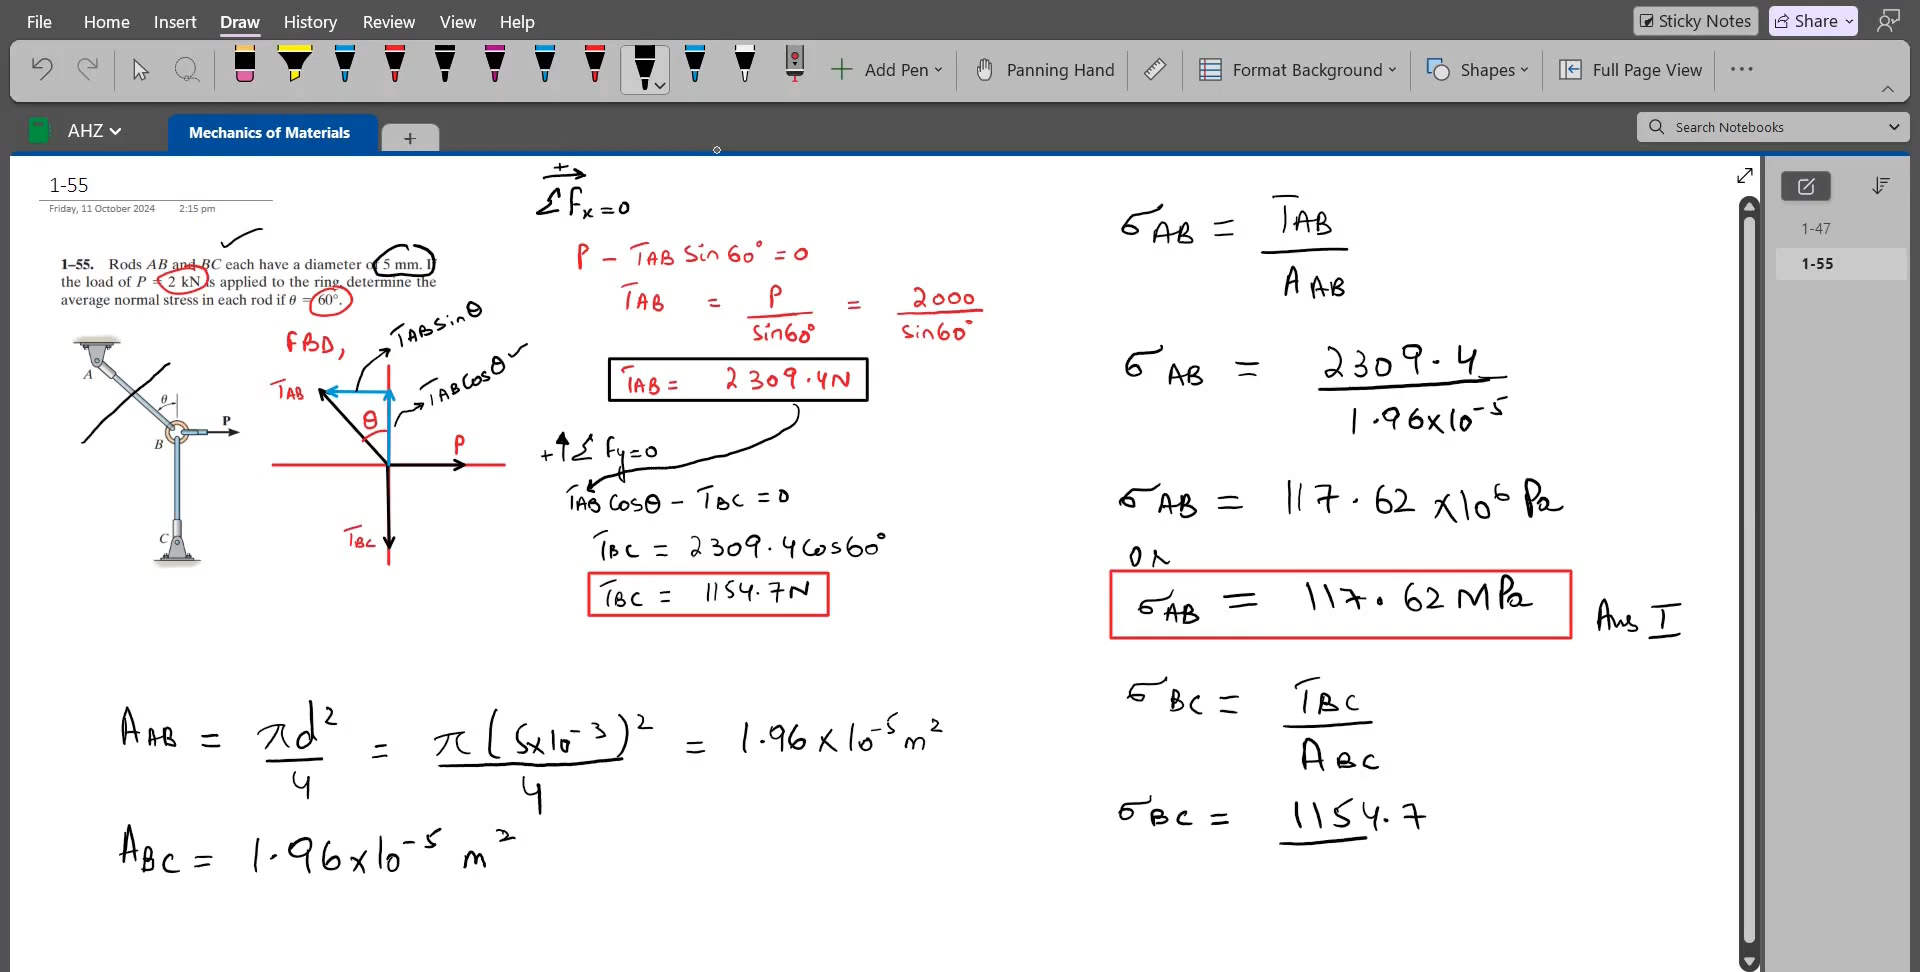 File Home Insert Draw History Review View Help
Sticky Notes Share
Add Pen Panning Hand Format Background Shapes Full Page View
AHZ Mechanics of Materials
Search Notebooks
1-55
Friday, 11 October 2024 2:15 pm
1-47
1-55
1–55. Rods AB and BC each have a diameter of 5 mm. If
the load of P = 2 kN is applied to the ring, determine the
average normal stress in each rod if θ = 60°.
A
θ
B
P
C
FBD,
TAB sinθ
TAB cosθ
TAB
θ
P
TBC
+
ΣFx = 0
P - TAB sin60° = 0
TAB = P / sin60° = 2000 / sin60°
TAB = 2309.4N
+↑ΣFy = 0
TAB Cosθ - TBC = 0
TBC = 2309.4 cos60°
TBC = 1154.7N
AAB = πd² / 4 = π(5x10⁻³)² / 4 = 1.96 x 10⁻⁵ m²
ABC = 1.96x10⁻⁵ m²
σAB = TAB / AAB
σAB = 2309.4 / 1.96x10⁻⁵
σAB = 117.62 x10⁶ Pa
or
σAB = 117.62 MPa
Ans I
σBC = TBC / ABC
σBC = 1154.7